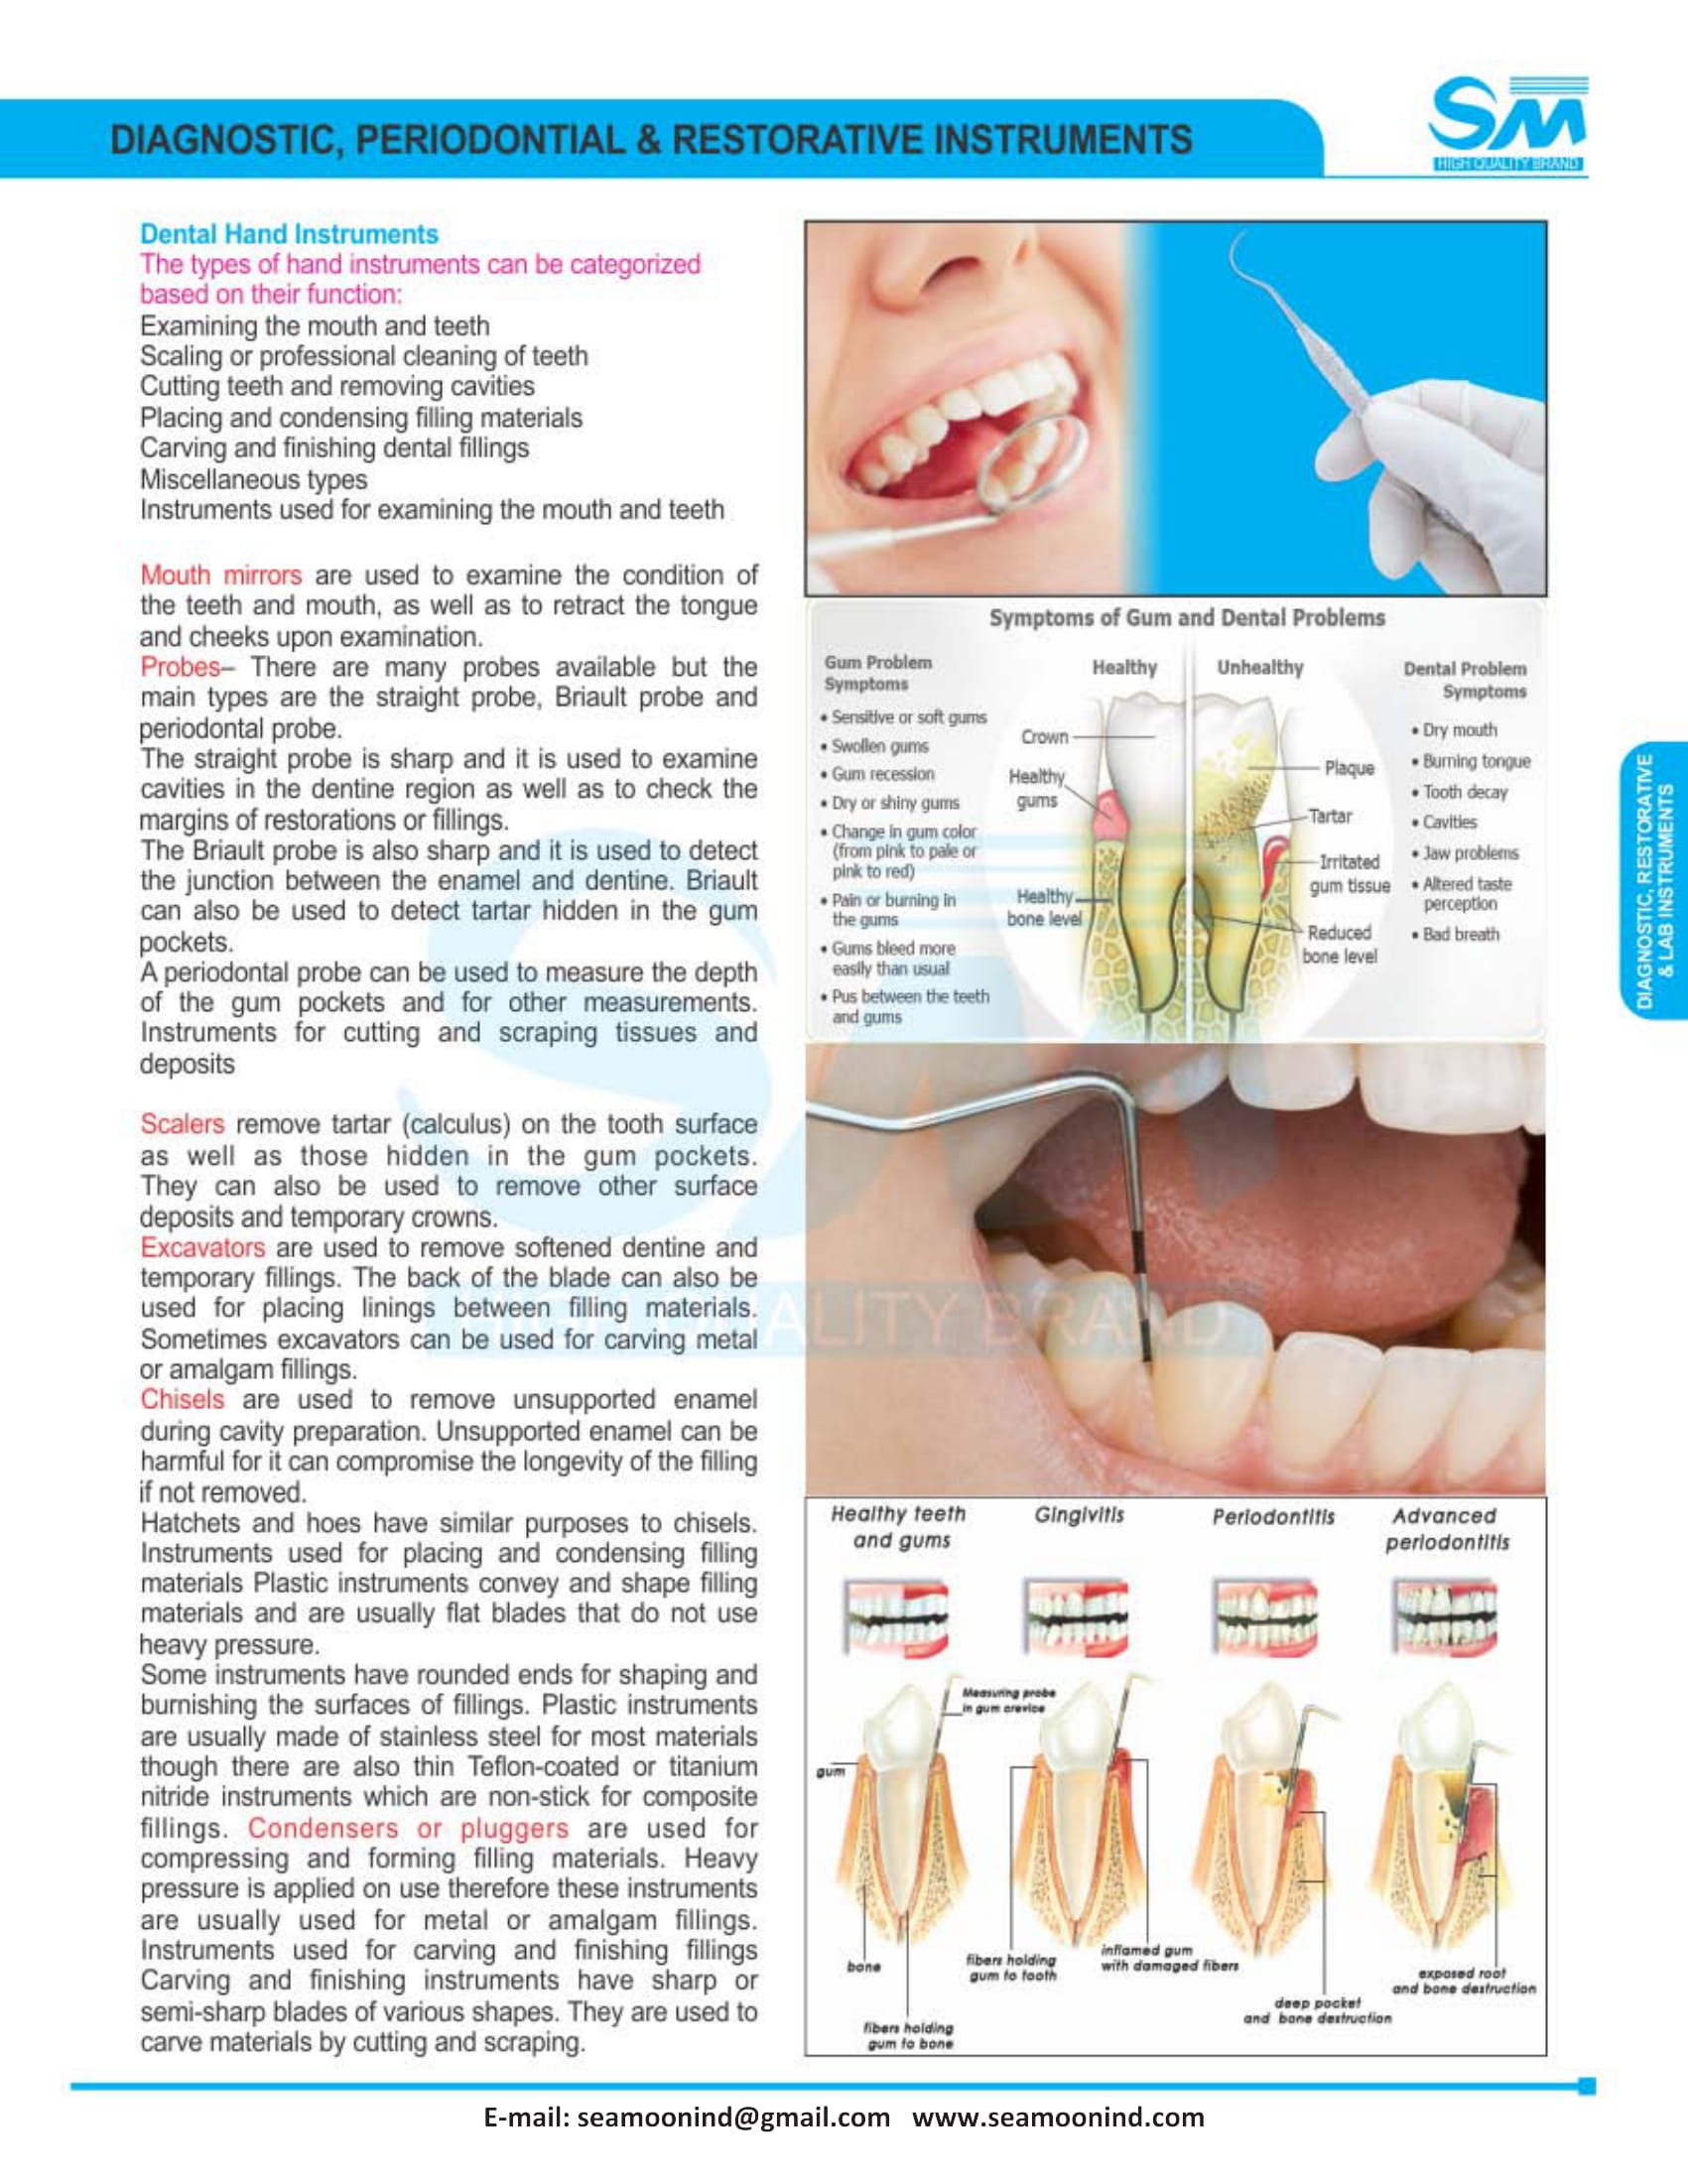 DIAGNOSTIC, PERIODONTIAL & RESTORATIVE INSTRUMENTS
SM
HIGH QUALITY BRAND
Dental Hand Instruments
The types of hand instruments can be categorized
based on their function:
Examining the mouth and teeth
Scaling or professional cleaning of teeth
Cutting teeth and removing cavities
Placing and condensing filling materials
Carving and finishing dental fillings
Miscellaneous types
Instruments used for examining the mouth and teeth
Mouth mirrors are used to examine the condition of
the teeth and mouth, as well as to retract the tongue
and cheeks upon examination.
Probes– There are many probes available but the
main types are the straight probe, Briault probe and
periodontal probe.
The straight probe is sharp and it is used to examine
cavities in the dentine region as well as to check the
margins of restorations or fillings.
The Briault probe is also sharp and it is used to detect
the junction between the enamel and dentine. Briault
can also be used to detect tartar hidden in the gum
pockets.
A periodontal probe can be used to measure the depth
of the gum pockets and for other measurements.
Instruments for cutting and scraping tissues and
deposits
Scalers remove tartar (calculus) on the tooth surface
as well as those hidden in the gum pockets.
They can also be used to remove other surface
deposits and temporary crowns.
Excavators are used to remove softened dentine and
temporary fillings. The back of the blade can also be
used for placing linings between filling materials.
Sometimes excavators can be used for carving metal
or amalgam fillings.
Chisels are used to remove unsupported enamel
during cavity preparation. Unsupported enamel can be
harmful for it can compromise the longevity of the filling
if not removed.
Hatchets and hoes have similar purposes to chisels.
Instruments used for placing and condensing filling
materials Plastic instruments convey and shape filling
materials and are usually flat blades that do not use
heavy pressure.
Some instruments have rounded ends for shaping and
burnishing the surfaces of fillings. Plastic instruments
are usually made of stainless steel for most materials
though there are also thin Teflon-coated or titanium
nitride instruments which are non-stick for composite
fillings. Condensers or pluggers are used for
compressing and forming filling materials. Heavy
pressure is applied on use therefore these instruments
are usually used for metal or amalgam fillings.
Instruments used for carving and finishing fillings
Carving and finishing instruments have sharp or
semi-sharp blades of various shapes. They are used to
carve materials by cutting and scraping.
Symptoms of Gum and Dental Problems
Gum Problem
Symptoms
• Sensitive or soft gums
• Swollen gums
• Gum recession
• Dry or shiny gums
• Change in gum color
(from pink to pale or
pink to red)
• Pain or burning in
the gums
• Gums bleed more
easily than usual
• Pus between the teeth
and gums
Healthy
Unhealthy
Crown
Healthy
gums
Healthy
bone level
Plaque
Tartar
Irritated
gum tissue
Reduced
bone level
Dental Problem
Symptoms
• Dry mouth
• Burning tongue
• Tooth decay
• Cavities
• Jaw problems
• Altered taste
perception
• Bad breath
HIGH QUALITY BRAND
Healthy teeth
and gums
Gingivitis
Periodontitis
Advanced
periodontitis
Measuring probe
in gum crevice
gum
bone
fibers holding
gum to bone
fibers holding
gum to tooth
inflamed gum
with damaged fibers
deep pocket
and bone destruction
exposed root
and bone destruction
DIAGNOSTIC, RESTORATIVE
& LAB INSTRUMENTS
E-mail: seamoonind@gmail.com www.seamoonind.com